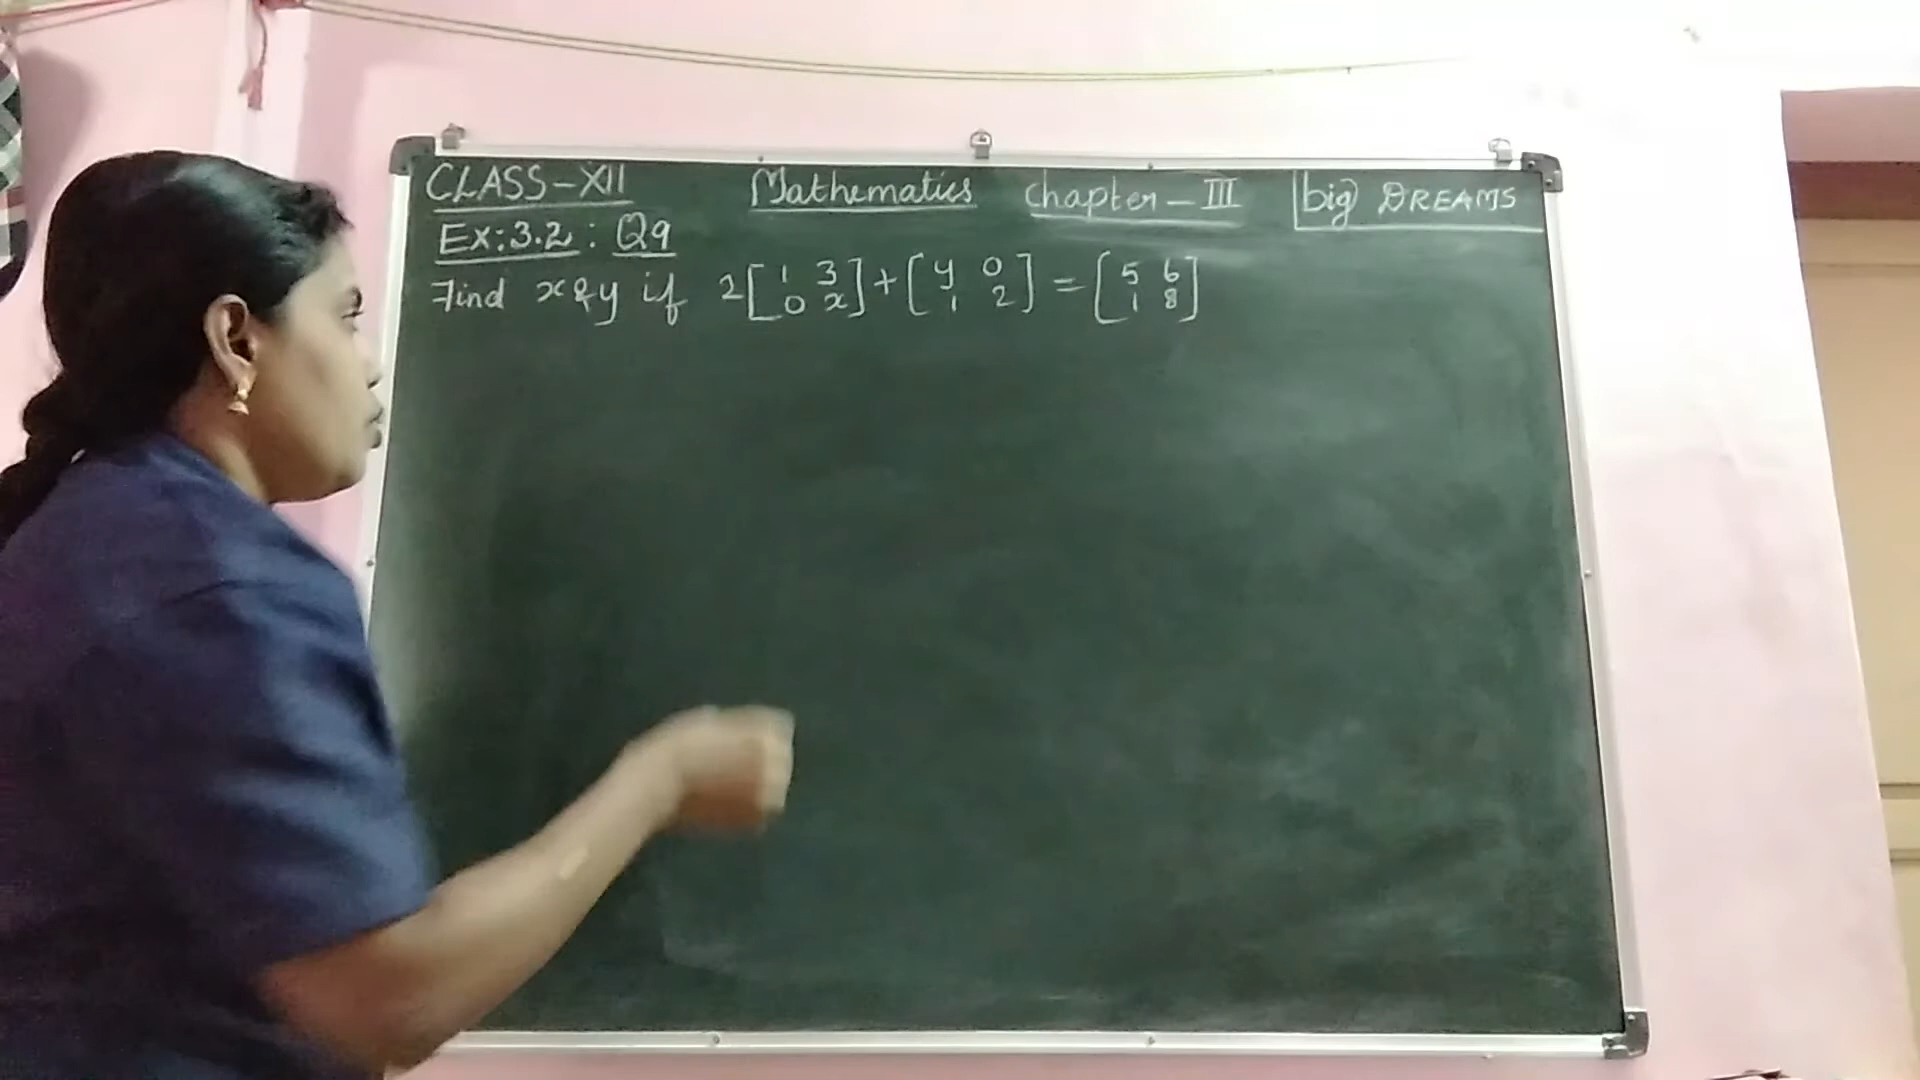 CLASS-XII Mathematics Chapter-III big DREAMS
Ex:3.2: Q9
Find x&y if 2[1 3 0 x]+[y 0 1 2]=[5 6 1 8]